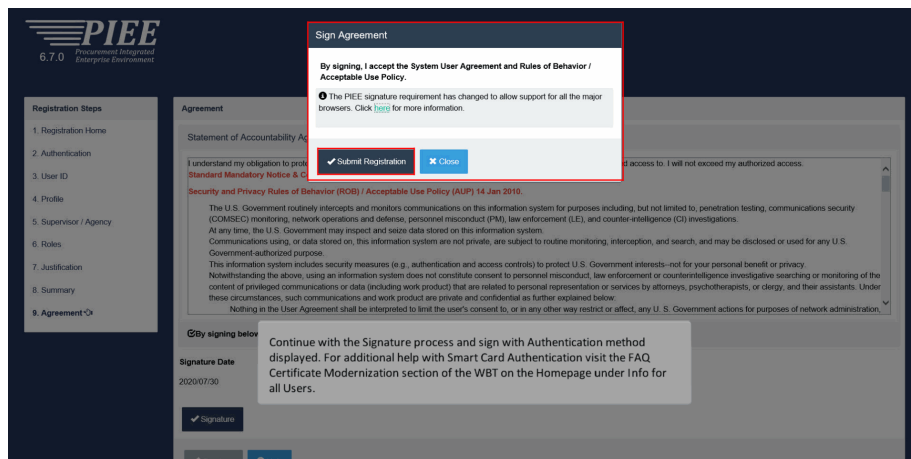 PIEE
6.7.0 Procurement Integrated
Enterprise Environment
Sign Agreement
By signing, I accept the System User Agreement and Rules of Behavior /
Acceptable Use Policy.
The PIEE signature requirement has changed to allow support for all the major
browsers. Click here for more information.
Submit Registration
Close
Registration Steps
1. Registration Home
2. Authentication
3. User ID
4. Profile
5. Supervisor / Agency
6. Roles
7. Justification
8. Summary
9. Agreement
Agreement
Statement of Accountability Ag
I understand my obligation to prote
d access to. I will not exceed my authorized access.
Standard Mandatory Notice & C
Security and Privacy Rules of Behavior (ROB) / Acceptable Use Policy (AUP) 14 Jan 2010.
The U.S. Government routinely intercepts and monitors communications on this information system for purposes including, but not limited to, penetration testing, communications security
(COMSEC) monitoring, network operations and defense, personnel misconduct (PM), law enforcement (LE), and counter-intelligence (CI) investigations.
At any time, the U.S. Government may inspect and seize data stored on this information system.
Communications using, or data stored on, this information system are not private, are subject to routine monitoring, interception, and search, and may be disclosed or used for any U.S.
Government-authorized purpose.
This information system includes security measures (e.g., authentication and access controls) to protect U.S. Government interests--not for your personal benefit or privacy.
Notwithstanding the above, using an information system does not constitute consent to personnel misconduct, law enforcement or counterintelligence investigative searching or monitoring of the
content of privileged communications or data (including work product) that are related to personal representation or services by attorneys, psychotherapists, or clergy, and their assistants. Under
these circumstances, such communications and work product are private and confidential as further explained below:
Nothing in the User Agreement shall be interpreted to limit the user's consent to, or in any other way restrict or affect, any U. S. Government actions for purposes of network administration,
By signing below
Signature Date
2020/07/30
Signature
Continue with the Signature process and sign with Authentication method
displayed. For additional help with Smart Card Authentication visit the FAQ
Certificate Modernization section of the WBT on the Homepage under Info for
all Users.